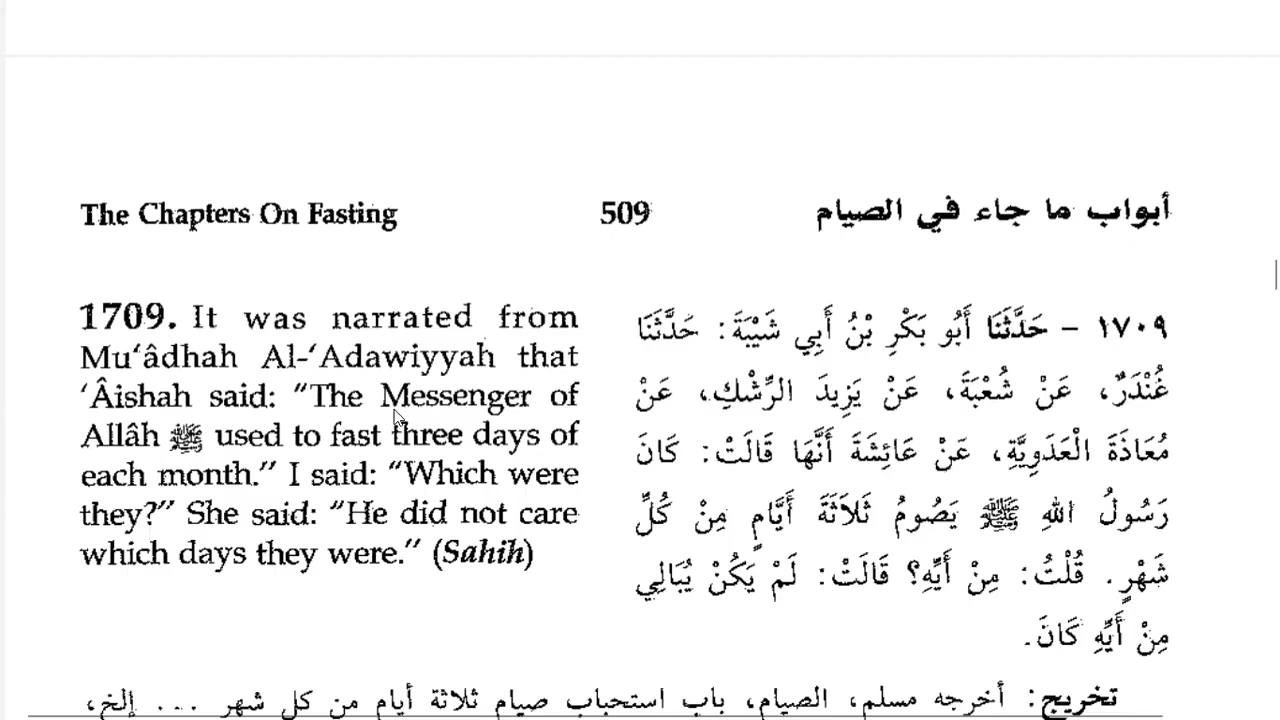 The Chapters On Fasting
509
أبواب ما جاء في الصيام
1709. It was narrated from
Mu‘âdhah Al-‘Adawiyyah that
‘Âishah said: "The Messenger of
Allâh ﷺ used to fast three days of
each month." I said: "Which were
they?" She said: "He did not care
which days they were." (Sahih)
١٧٠٩ - حَدَّثَنَا أَبُو بَكْرِ بْنُ أَبِي شَيْبَةَ: حَدَّثَنَا
غُنْدَرٌ، عَنْ شُعْبَةَ، عَنْ يَزِيدَ الرِّشْكِ، عَنْ
مُعَاذَةَ الْعَدَوِيَّةِ، عَنْ عَائِشَةَ أَنَّهَا قَالَتْ: كَانَ
رَسُولُ اللهِ ﷺ يَصُومُ ثَلَاثَةَ أَيَّامٍ مِنْ كُلِّ
شَهْرٍ. قُلْتُ: مِنْ أَيِّهِ؟ قَالَتْ: لَمْ يَكُنْ يُبَالِي
مِنْ أَيِّهِ كَانَ.
تخريج: أخرجه مسلم، الصيام، باب استحباب صيام ثلاثة أيام من كل شهر ... إلخ،